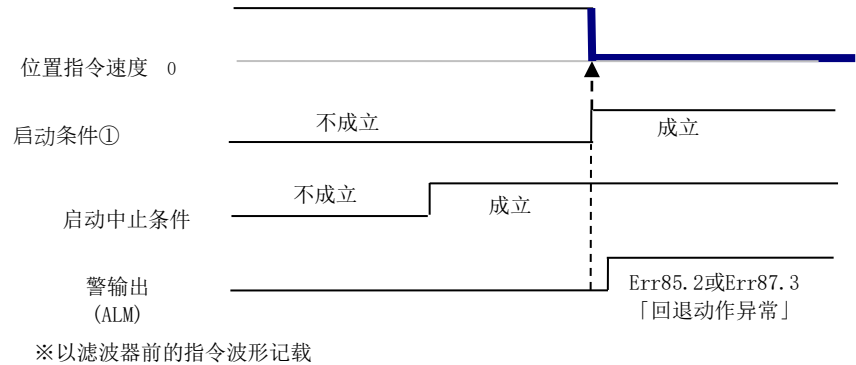 位置指令速度 0
启动条件①
不成立
成立
启动中止条件
不成立
成立
警输出
(ALM)
Err85.2或Err87.3
「回退动作异常」
※以滤波器前的指令波形记载